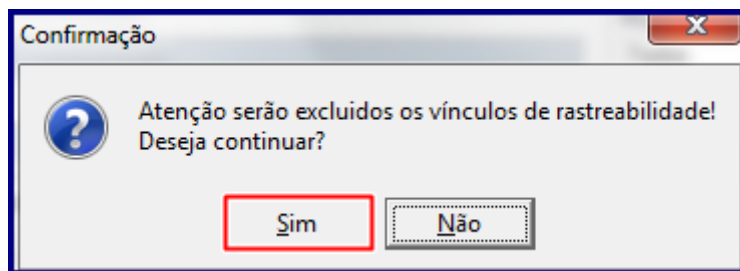 Confirmação
Atenção serão excluidos os vínculos de rastreabilidade!
Deseja continuar?
Sim
Não